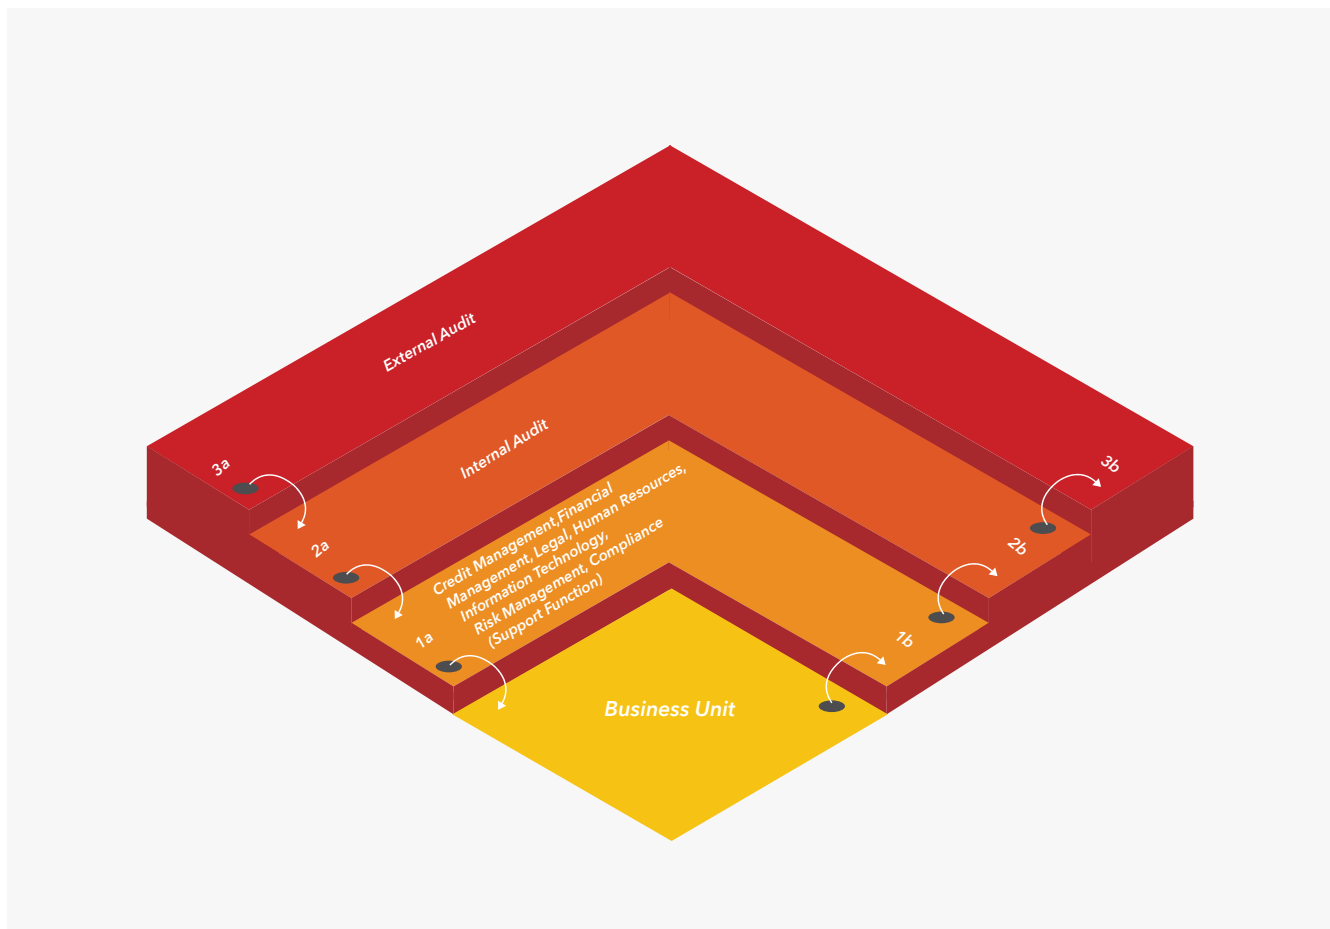 External Audit
Internal Audit
Credit Management,Financial
Management, Legal, Human Resources,
Information Technology,
Risk Management, Compliance
(Support Function)
Business Unit
3a
2a
1a
3b
2b
1b